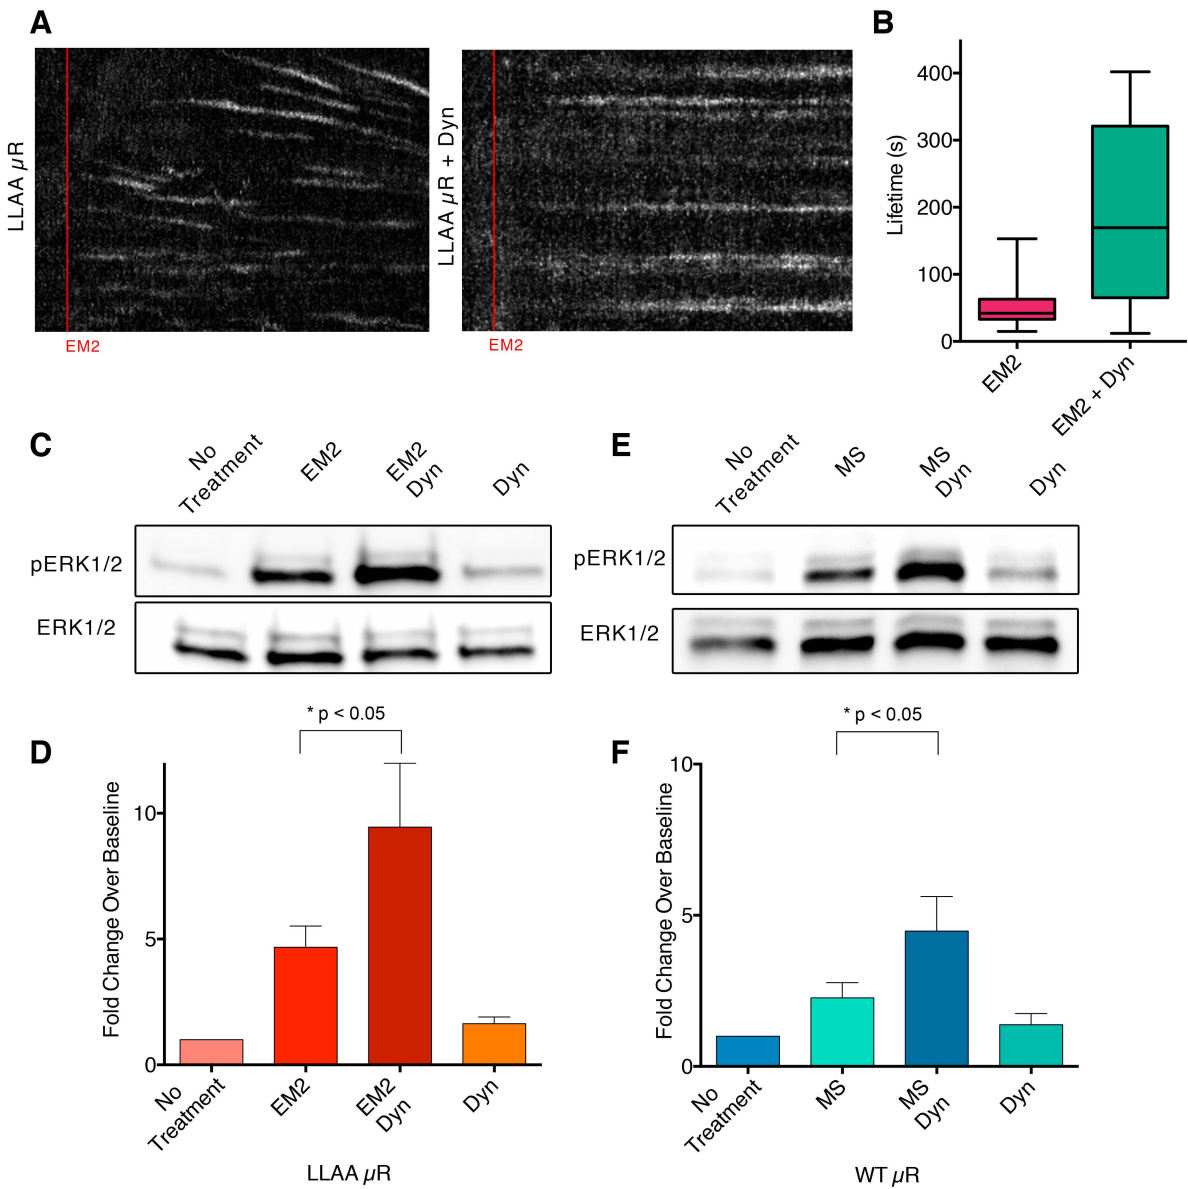 A
LLAA µR
EM2
LLAA µR + Dyn
EM2
B
Lifetime (s)
400
300
200
100
0
EM2
EM2 + Dyn
C
No
Treatment
EM2
EM2
Dyn
Dyn
pERK1/2
ERK1/2
E
No
Treatment
MS
MS
Dyn
Dyn
pERK1/2
ERK1/2
D
* p < 0.05
Fold Change Over Baseline
10
5
0
No
Treatment
EM2
EM2
Dyn
Dyn
LLAA µR
F
* p < 0.05
Fold Change Over Baseline
10
5
0
No
Treatment
MS
MS
Dyn
Dyn
WT µR